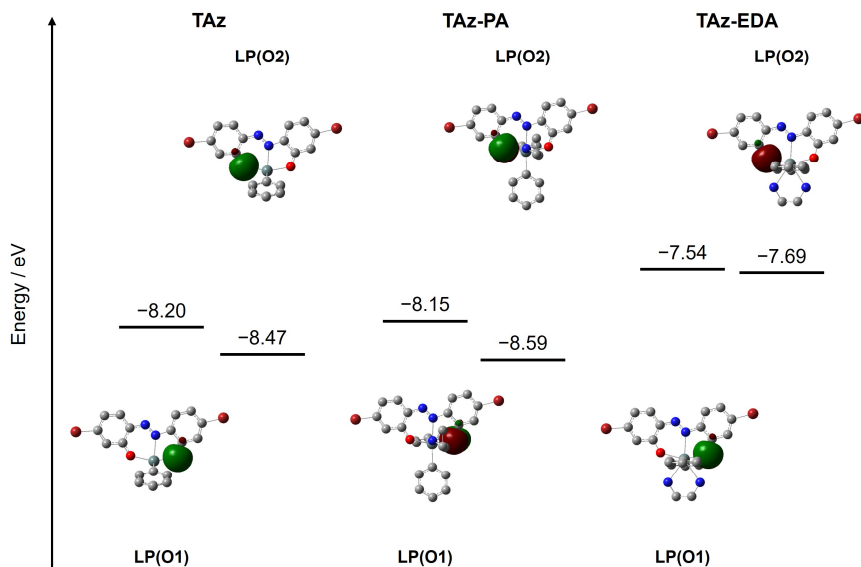 TAz
TAz-PA
TAz-EDA
LP(O2)
LP(O2)
LP(O2)
Energy / eV
−8.20
−8.47
−8.15
−8.59
−7.54
−7.69
LP(O1)
LP(O1)
LP(O1)